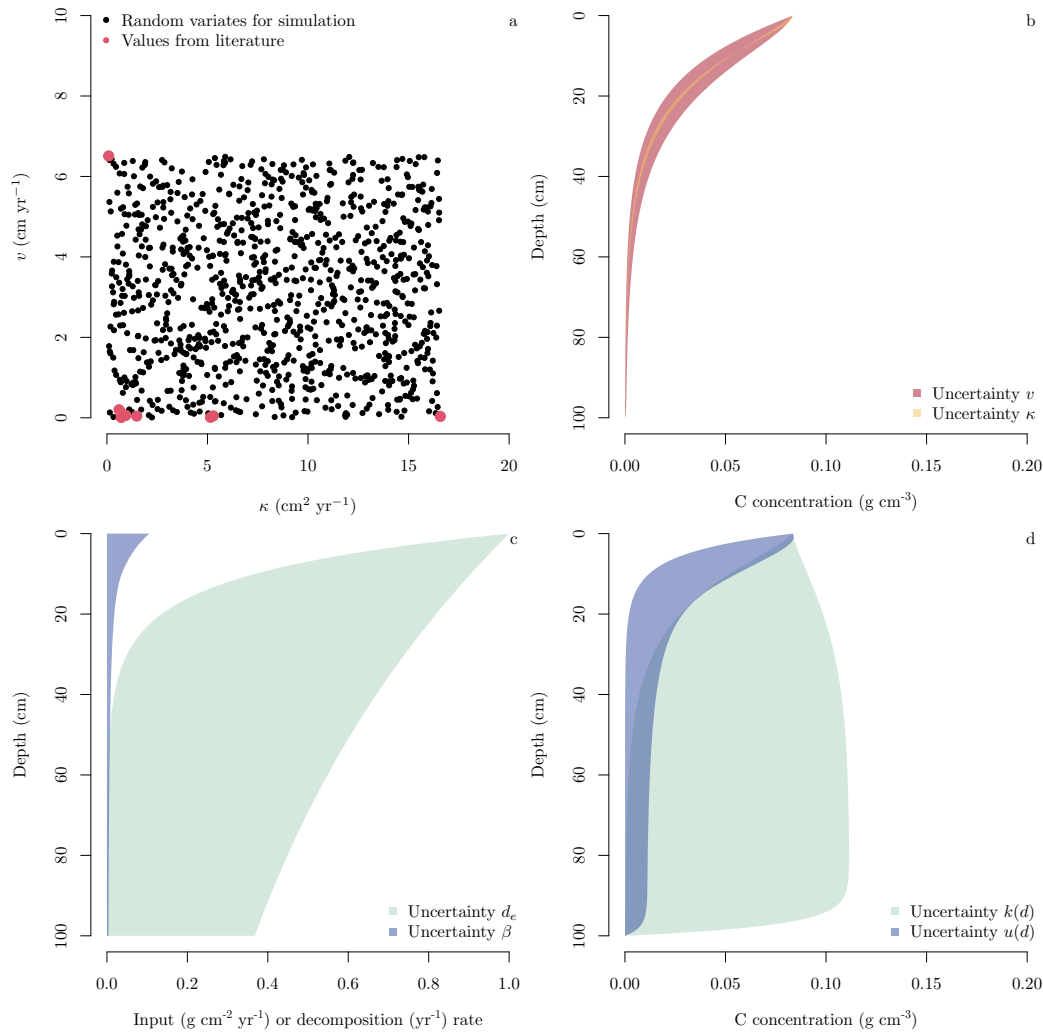 a
Random variates for simulation
Values from literature
10
8
6
4
2
0
v (cm yr−1)
0
5
10
15
20
κ (cm2 yr−1)
b
0
20
40
60
80
100
Depth (cm)
Uncertainty v
Uncertainty κ
0.00
0.05
0.10
0.15
0.20
C concentration (g cm-3)
c
0
20
40
60
80
100
Depth (cm)
Uncertainty de
Uncertainty β
0.0
0.2
0.4
0.6
0.8
1.0
Input (g cm-2 yr-1) or decomposition (yr-1) rate
d
0
20
40
60
80
100
Depth (cm)
Uncertainty k(d)
Uncertainty u(d)
0.00
0.05
0.10
0.15
0.20
C concentration (g cm-3)